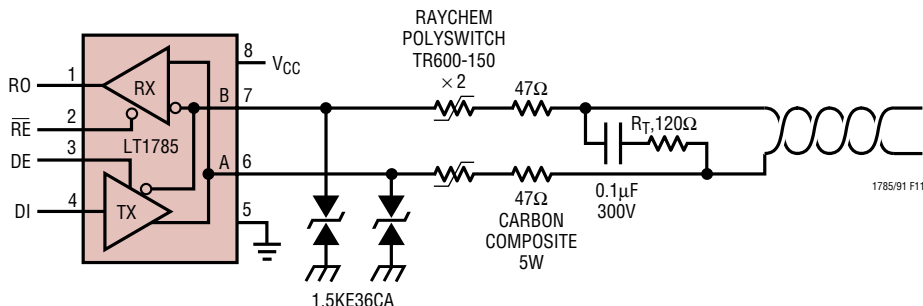 RAYCHEM
POLYSWITCH
TR600-150
× 2
47Ω
8
VCC
RO
1
RX
B
7
RT,120Ω
RE
2
LT1785
DE
3
A
6
0.1µF
300V
47Ω
CARBON
COMPOSITE
5W
1785/91 F11
DI
4
TX
5
1.5KE36CA